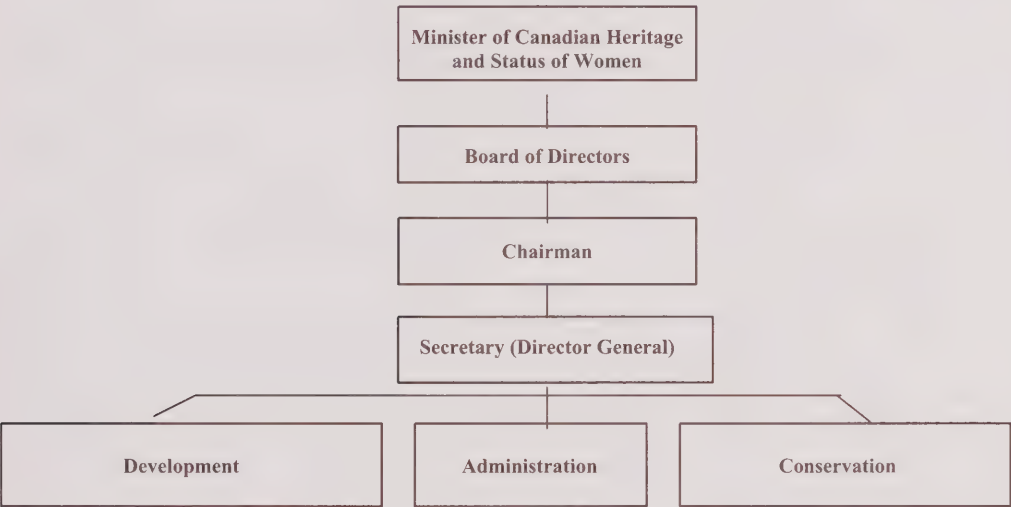 Minister of Canadian Heritage
and Status of Women
Board of Directors
Chairman
Secretary (Director General)
Development
Administration
Conservation